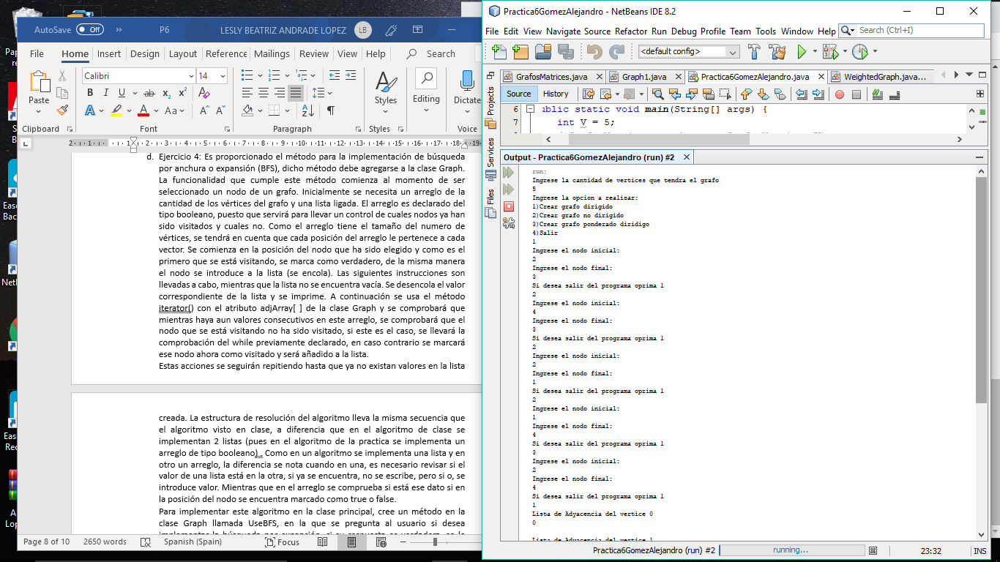 AutoSave Off
P6
LESLY BEATRIZ ANDRADE LOPEZ
LB
File Home Insert Design Layout Reference Mailings Review View Help Search
Calibri 14
Paste
Styles
Editing
Dictate
Clipboard Font Paragraph Styles Voice
d. Ejercicio 4: Es proporcionado el método para la implementación de búsqueda
por anchura o expansión (BFS), dicho método debe agregarse a la clase Graph.
La funcionalidad que cumple este método comienza al momento de ser
seleccionado un nodo de un grafo. Inicialmente se necesita un arreglo de la
cantidad de los vértices del grafo y una lista ligada. El arreglo es declarado del
tipo booleano, puesto que servirá para llevar un control de cuales nodos ya han
sido visitados y cuales no. Como el arreglo tiene el tamaño del numero de
vértices, se tendrá en cuenta que cada posición del arreglo le pertenece a cada
vector. Se comienza en la posición del nodo que ha sido elegido y como es el
primero que se está visitando, se marca como verdadero, de la misma manera
el nodo se introduce a la lista (se encola). Las siguientes instrucciones son
llevadas a cabo, mientras que la lista no se encuentra vacía. Se desencola el valor
correspondiente de la lista y se imprime. A continuación se usa el método
iterator() con el atributo adjArray[ ] de la clase Graph y se comprobará que
mientras haya aun valores consecutivos en este arreglo, se comprobará que el
nodo que se está visitando no ha sido visitado, si este es el caso, se llevará la
comprobación del while previamente declarando, en caso contrario se marcará
ese nodo ahora como visitado y será añadido a la lista.
Estas acciones se seguirán repitiendo hasta que ya no existan valores en la lista
creada. La estructura de resolución del algoritmo lleva la misma secuencia que
el algoritmo visto en clase, a diferencia que en el algoritmo de clase se
implementan 2 listas (pues en el algoritmo de la practica se implementa un
arreglo de tipo booleano) . Como en un algoritmo se implementa una lista y en
otro un arreglo, la diferencia se nota cuando en una, es necesario revisar si el
valor de una lista está en la otra, si ya se encuentra, no se escribe, pero si o, se
introduce valor. Mientras que en el arreglo se comprueba si está ese dato si en
la posición del nodo se encuentra marcado como true o false.
Para implementar este algoritmo en la clase principal, cree un método en la
clase Graph llamada UseBFS, en la que se pregunta al usuario si desea
Page 8 of 10 2650 words Spanish (Spain) Focus
Practica6GomezAlejandro - NetBeans IDE 8.2
File Edit View Navigate Source Refactor Run Debug Profile Team Tools Window Help Search (Ctrl+I)
<default config>
GrafosMatrices.java Graph1.java Practica6GomezAlejandro.java WeightedGraph.java...
Source History
Projects
Services
Files
6 ublic static void main(String[] args) {
7 int V = 5;
Output - Practica6GomezAlejandro (run) #2
run:
Ingrese la cantidad de vertices que tendra el grafo
5
Ingrese la opcion a realisar:
1)Crear grafo dirigido
2)Crear grafo no dirigido
3)Crear grafo ponderado diridigo
4)Salir
1
Ingrese el nodo inicial:
2
Ingrese el nodo final:
3
Si desea salir del programa oprima 1
2
Ingrese el nodo inicial:
4
Ingrese el nodo final:
3
Si desea salir del programa oprima 1
2
Ingrese el nodo inicial:
2
Ingrese el nodo final:
1
Si desea salir del programa oprima 1
2
Ingrese el nodo inicial:
1
Ingrese el nodo final:
4
Si desea salir del programa oprima 1
3
Ingrese el nodo inicial:
2
Ingrese el nodo final:
4
Si desea salir del programa oprima 1
1
Lista de Adyacencia del vertice 0
0
Lista de Adyacencia del vertice 1
Practica6GomezAlejandro (run) #2 running... 23:32 INS